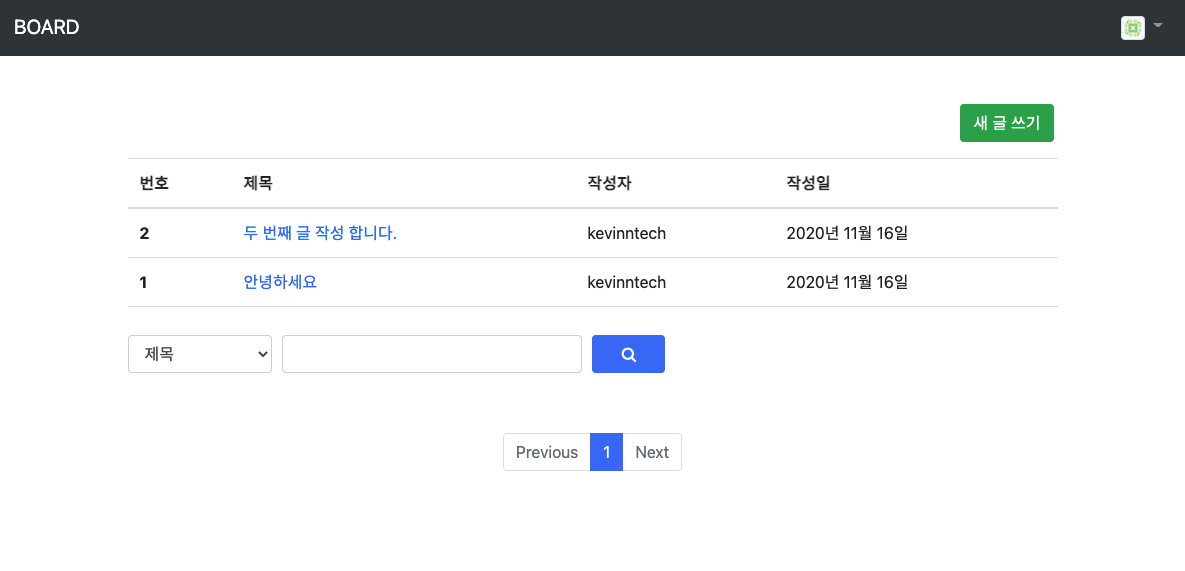 BOARD
새 글 쓰기
번호 제목 작성자 작성일
2 두 번째 글 작성 합니다. kevinntech 2020년 11월 16일
1 안녕하세요 kevinntech 2020년 11월 16일
제목
Previous 1 Next